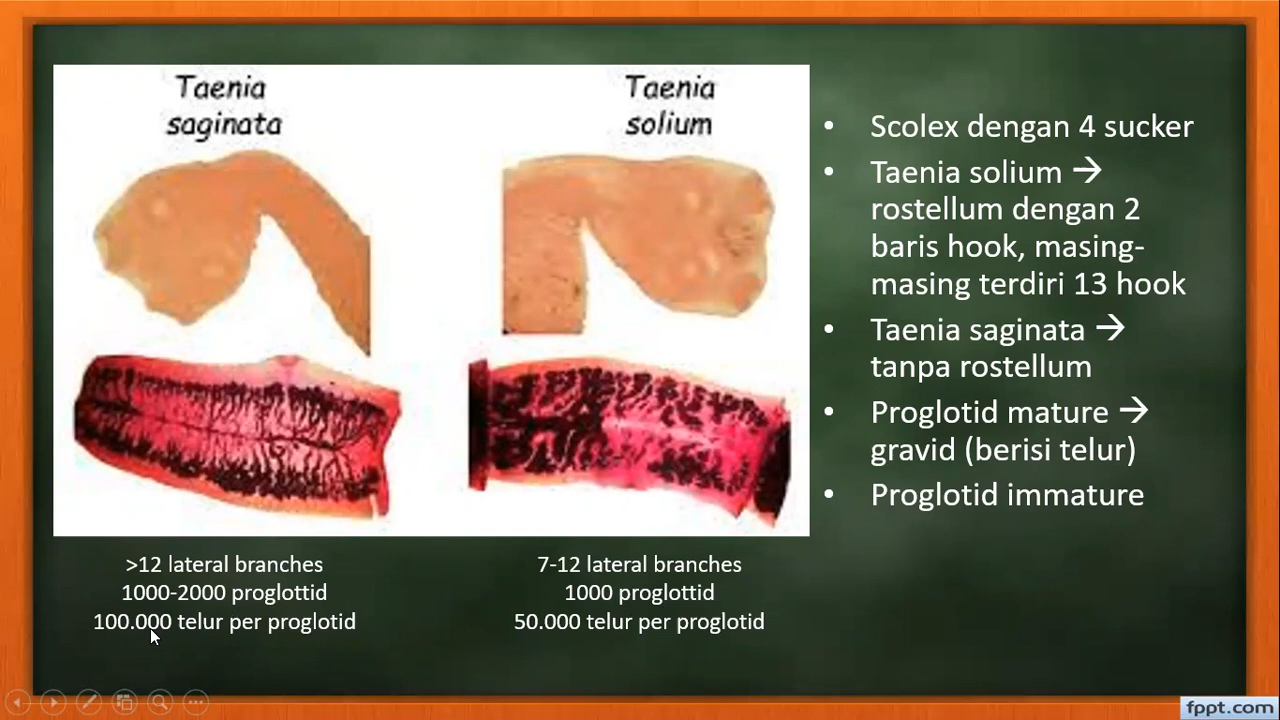 Taenia
saginata
Taenia
solium
>12 lateral branches
1000-2000 proglottid
100.000 telur per proglotid
7-12 lateral branches
1000 proglottid
50.000 telur per proglotid
• Scolex dengan 4 sucker
• Taenia solium →
rostellum dengan 2
baris hook, masing-
masing terdiri 13 hook
• Taenia saginata →
tanpa rostellum
• Proglotid mature →
gravid (berisi telur)
• Proglotid immature
fppt.com